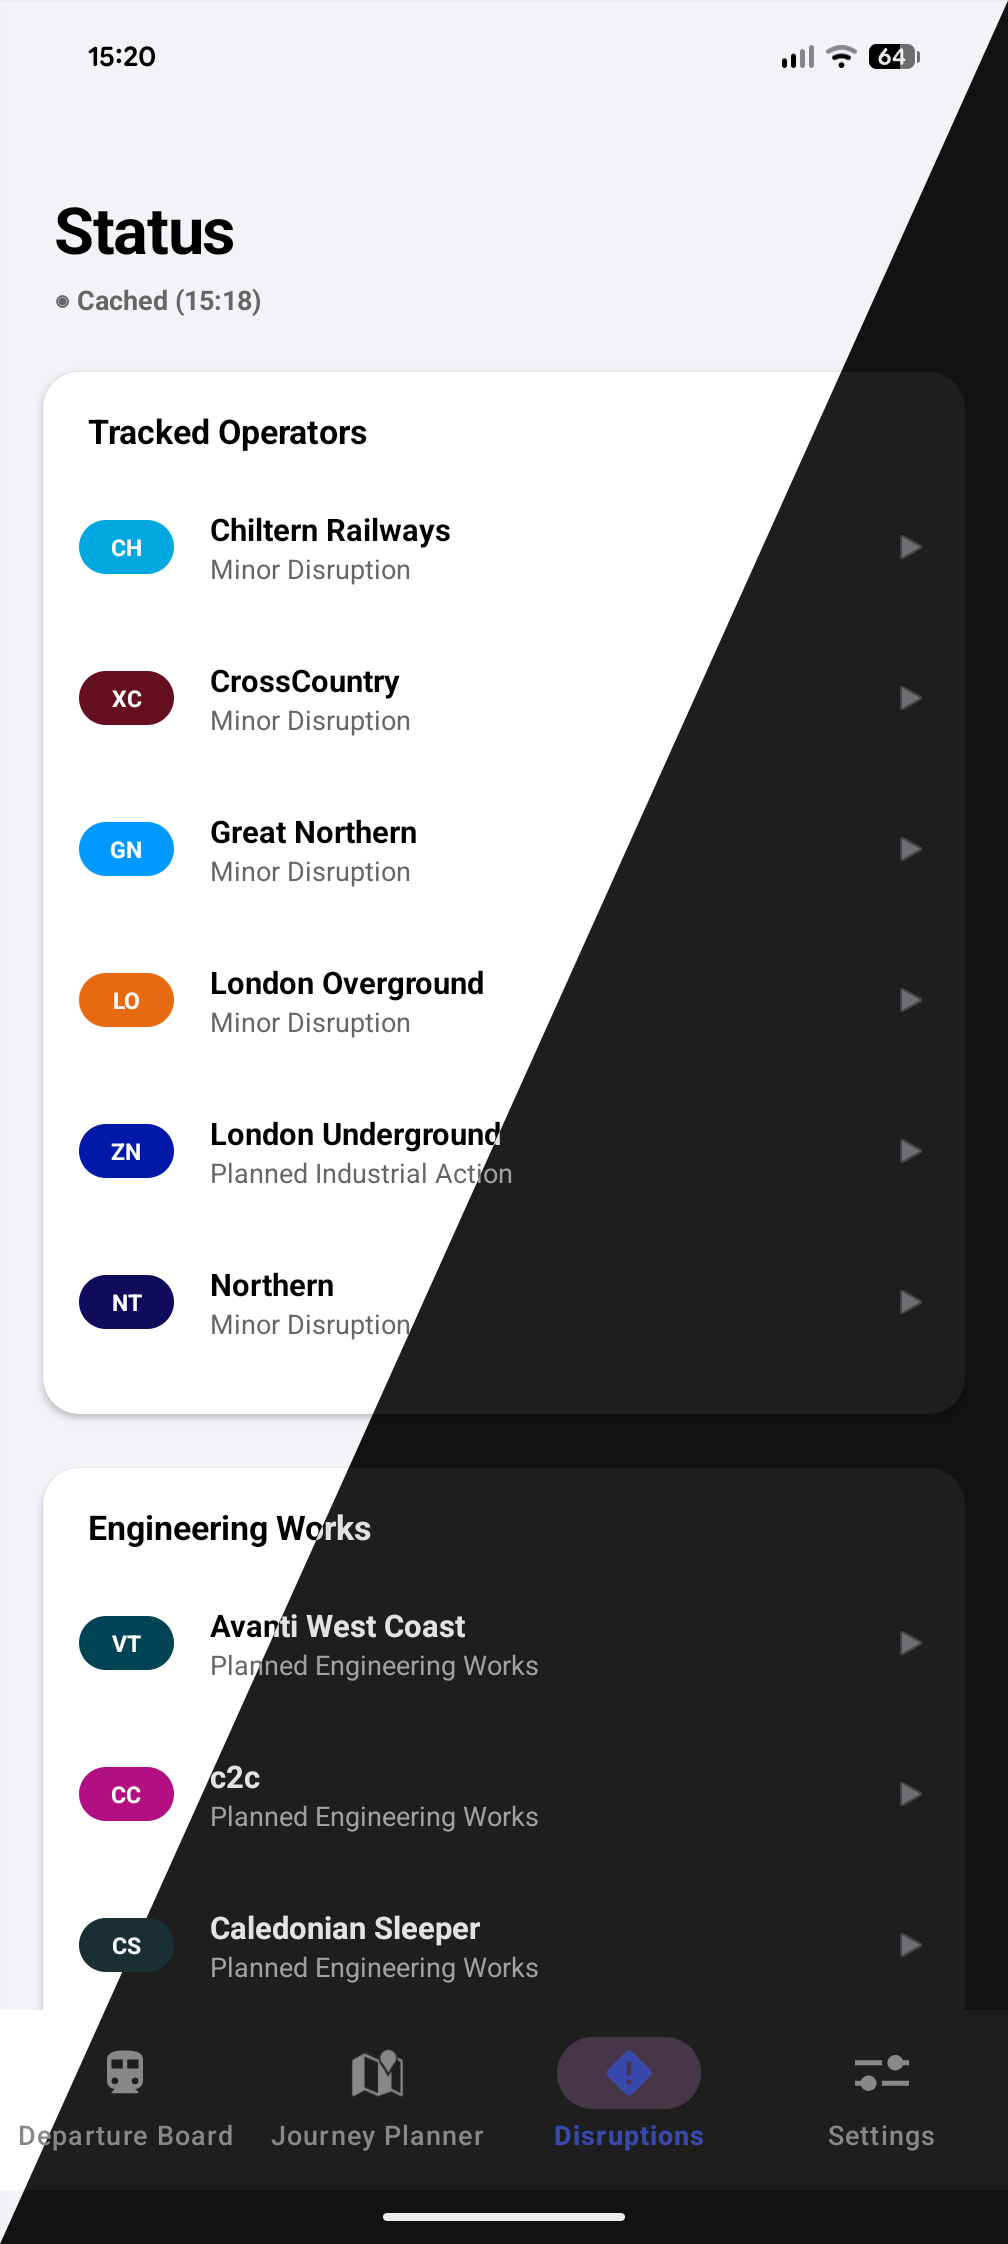 15:20
64
Status
Cached (15:18)
Tracked Operators
CH
Chiltern Railways
Minor Disruption
XC
CrossCountry
Minor Disruption
GN
Great Northern
Minor Disruption
LO
London Overground
Minor Disruption
ZN
London Underground
Planned Industrial Action
NT
Northern
Minor Disruption
Engineering Works
VT
Avanti West Coast
Planned Engineering Works
CC
c2c
Planned Engineering Works
CS
Caledonian Sleeper
Planned Engineering Works
Departure Board
Journey Planner
Disruptions
Settings